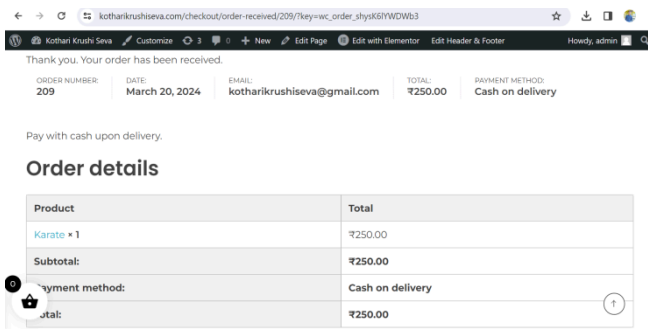 kotharikrushiseva.com/checkout/order-received/209/?key=wc_order_shysK6lYWDWb3
Kothari Krushi Seva Customize 3 0 New Edit Page Edit with Elementor Edit Header & Footer Howdy, admin
Thank you. Your order has been received.
ORDER NUMBER: DATE: EMAIL: TOTAL: PAYMENT METHOD:
209 March 20, 2024 kotharikrushiseva@gmail.com ₹250.00 Cash on delivery
Pay with cash upon delivery.
Order details
Product Total
Karate × 1 ₹250.00
Subtotal: ₹250.00
0
ayment method: Cash on delivery
otal: ₹250.00